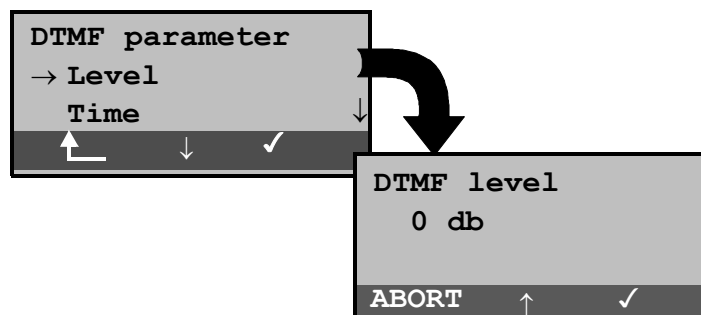 DTMF parameter
→ Level
Time ↓
↓ ✓
DTMF level
0 db
ABORT ↑ ✓